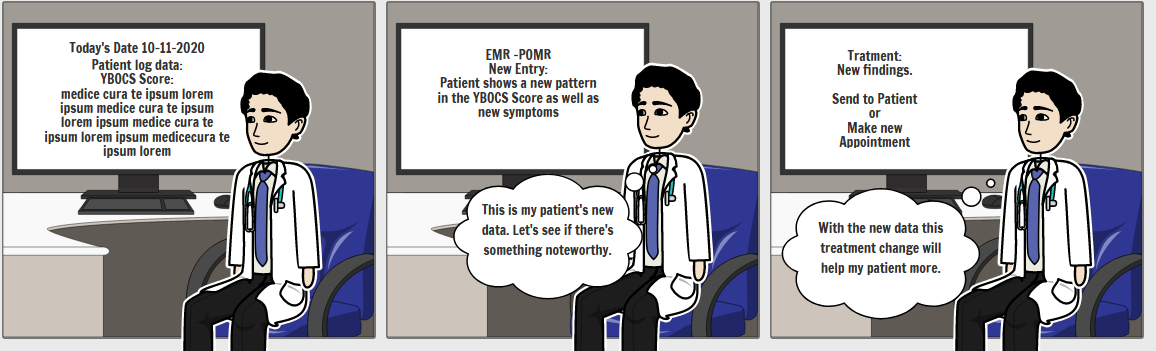 Today's Date 10-11-2020
Patient log data:
YBOCS Score:
medice cura te ipsum lorem
ipsum medice cura te ipsum
lorem ipsum medice cura te
ipsum lorem ipsum medicecura te
ipsum lorem
EMR -POMR
New Entry:
Patient shows a new pattern
in the YBOCS Score as well as
new symptoms
This is my patient's new
data. Let's see if there's
something noteworthy.
Tratment:
New findings.
Send to Patient
or
Make new
Appointment
With the new data this
treatment change will
help my patient more.